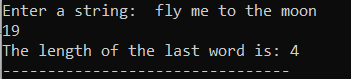 Enter a string:  fly me to the moon
19
The length of the last word is: 4
--------------------------------